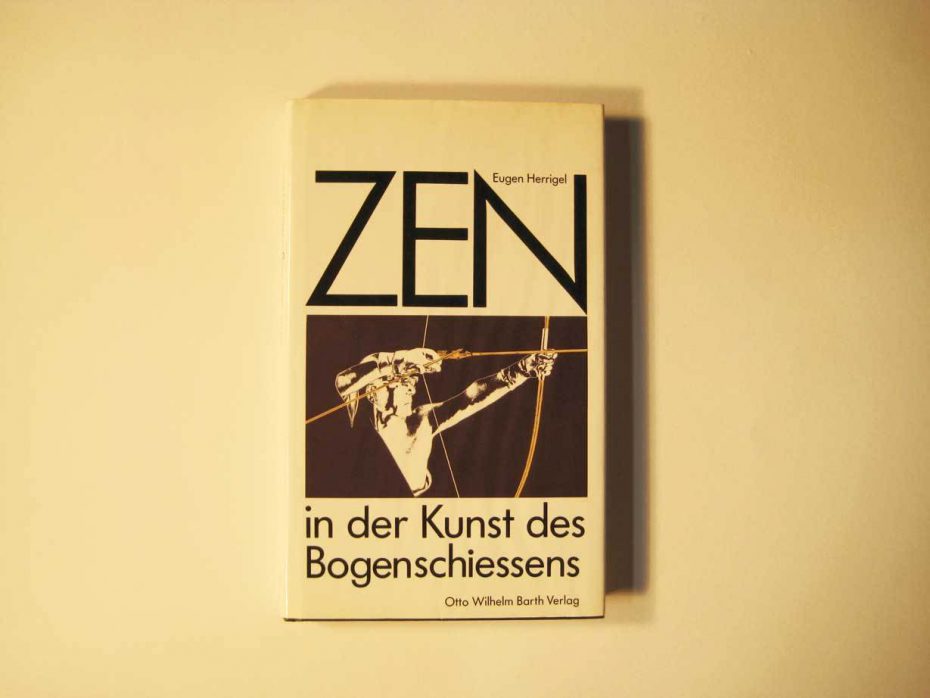 Eugen Herrigel
ZEN
in der Kunst des
Bogenschiessens
Otto Wilhelm Barth Verlag